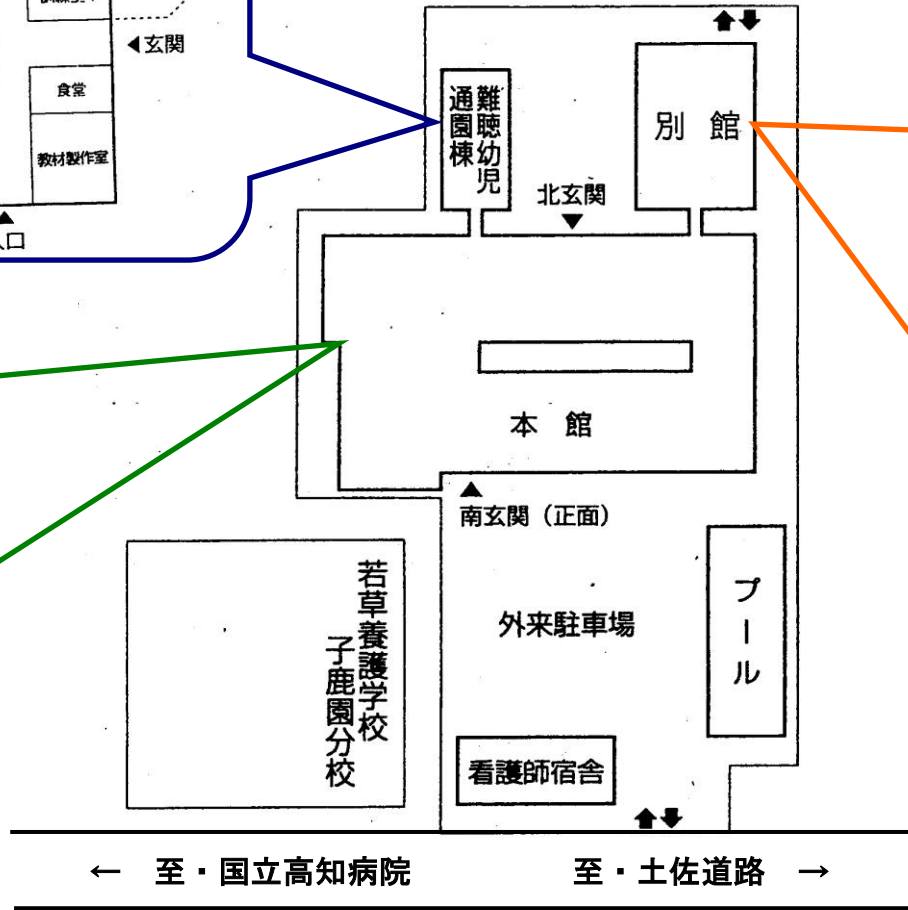 ◀玄関
食堂
教材製作室
難聴幼児
通園棟
別 館
北玄関
▼
本 館
▲
南玄関（正面）
若草養護学校
子鹿園分校
外来駐車場
プール
看護師宿舎
← 至・国立高知病院
至・土佐道路 →